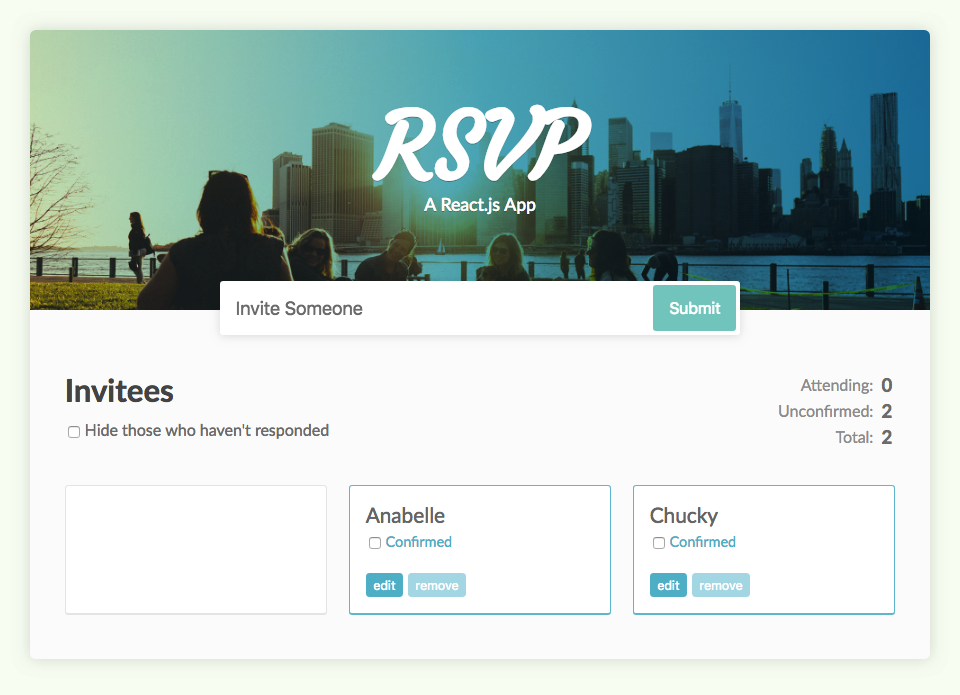 RSVP
A React.js App
Invite Someone
Submit
Invitees
Hide those who haven't responded
Attending: 0
Unconfirmed: 2
Total: 2
Anabelle
Confirmed
edit remove
Chucky
Confirmed
edit remove